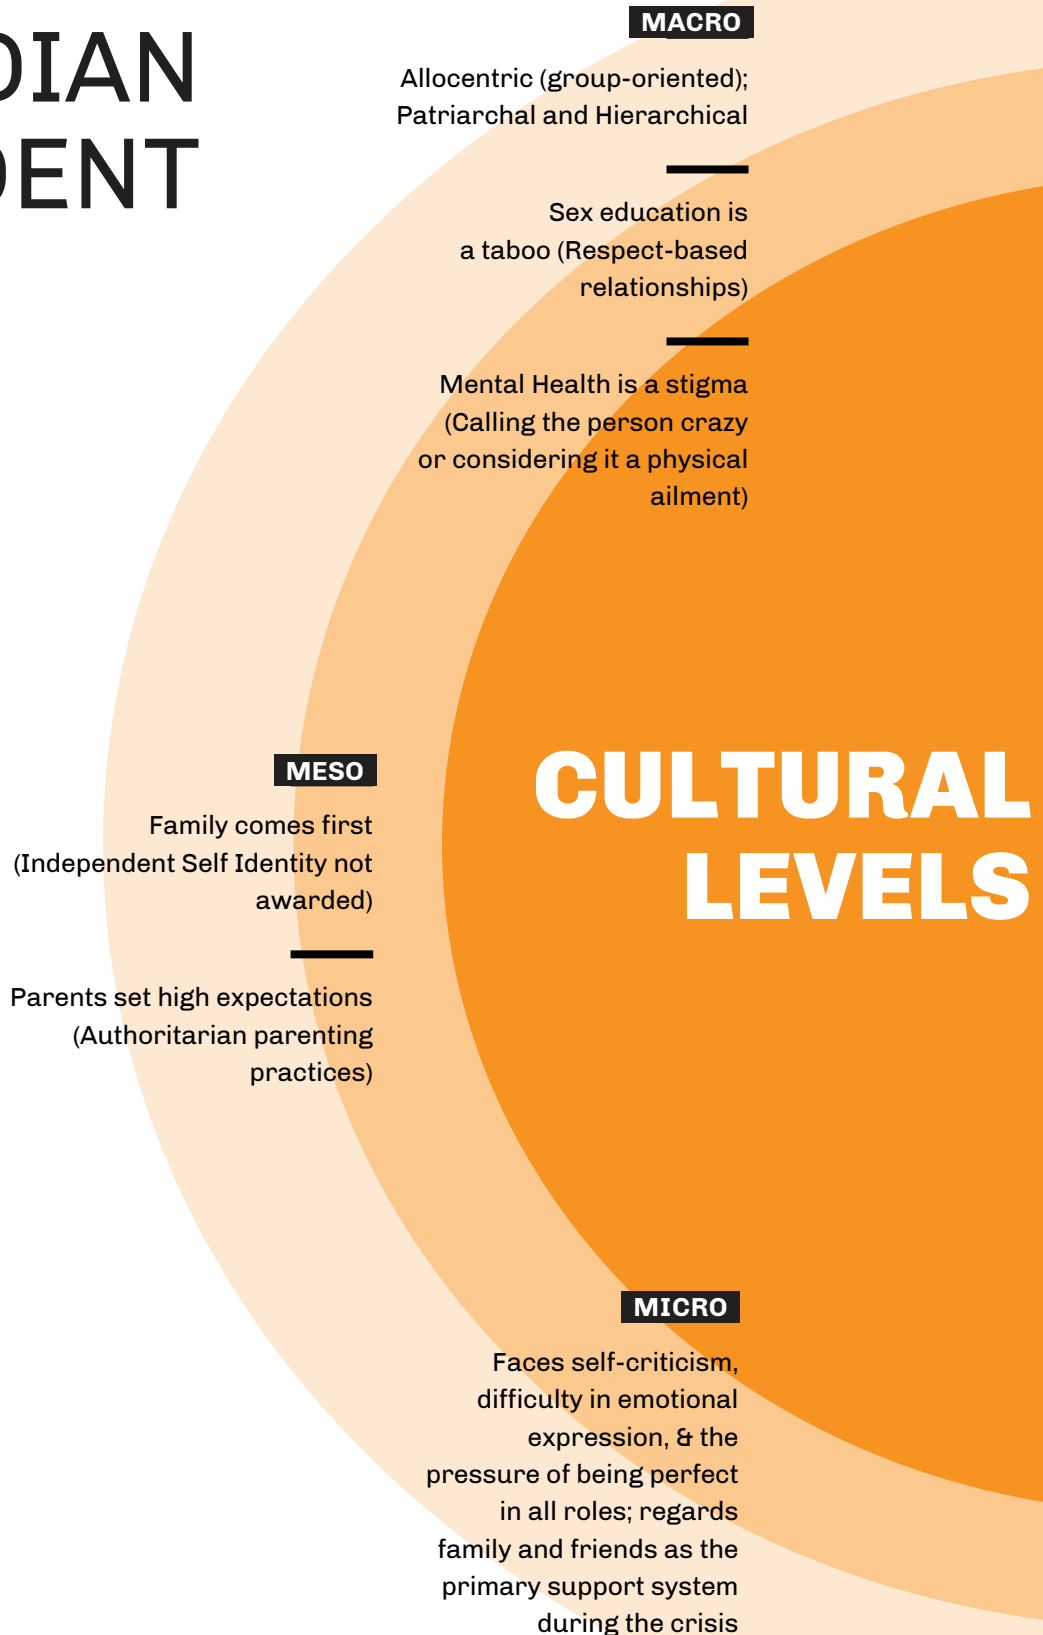 DIAN
DENT
MACRO
Allocentric (group-oriented);
Patriarchal and Hierarchical
Sex education is
a taboo (Respect-based
relationships)
Mental Health is a stigma
(Calling the person crazy
or considering it a physical
ailment)
CULTURAL
LEVELS
MESO
Family comes first
(Independent Self Identity not
awarded)
Parents set high expectations
(Authoritarian parenting
practices)
MICRO
Faces self-criticism,
difficulty in emotional
expression, & the
pressure of being perfect
in all roles; regards
family and friends as the
primary support system
during the crisis